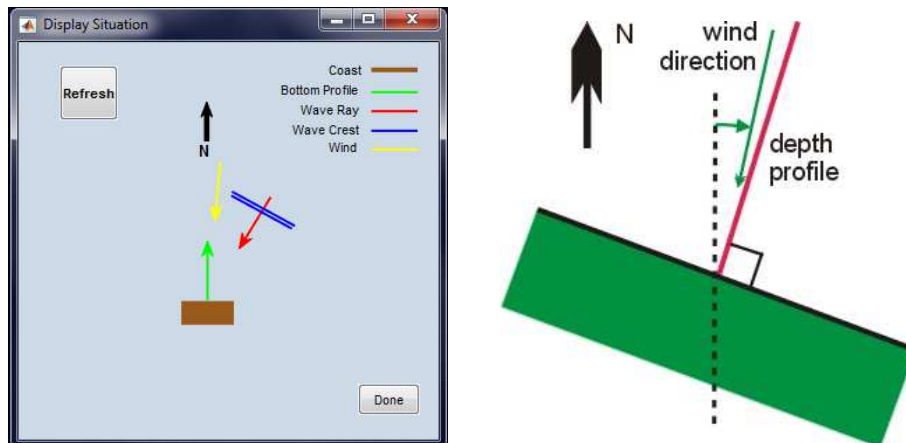 Display Situation
Refresh
Coast
Bottom Profile
Wave Ray
Wave Crest
Wind
N
Done
N
wind
direction
depth
profile